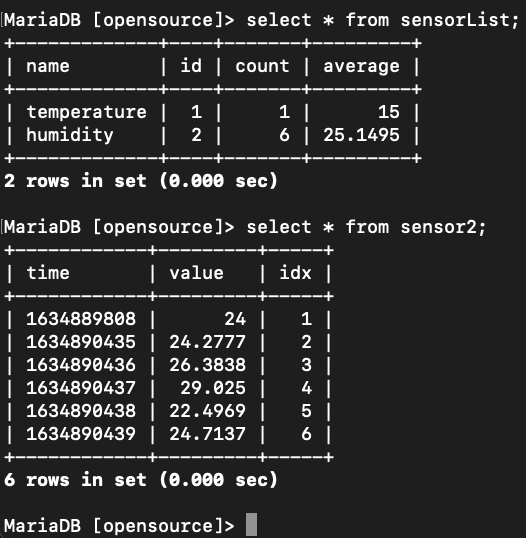 MariaDB [opensource]> select * from sensorList;
+-------------+----+-------+---------+
| name        | id | count | average |
+-------------+----+-------+---------+
| temperature |  1 |     1 |      15 |
| humidity    |  2 |     6 | 25.1495 |
+-------------+----+-------+---------+
2 rows in set (0.000 sec)
MariaDB [opensource]> select * from sensor2;
+------------+---------+-----+
| time       | value   | idx |
+------------+---------+-----+
| 1634889808 |      24 |   1 |
| 1634890435 | 24.2777 |   2 |
| 1634890436 | 26.3838 |   3 |
| 1634890437 |  29.025 |   4 |
| 1634890438 | 22.4969 |   5 |
| 1634890439 | 24.7137 |   6 |
+------------+---------+-----+
6 rows in set (0.000 sec)
MariaDB [opensource]>